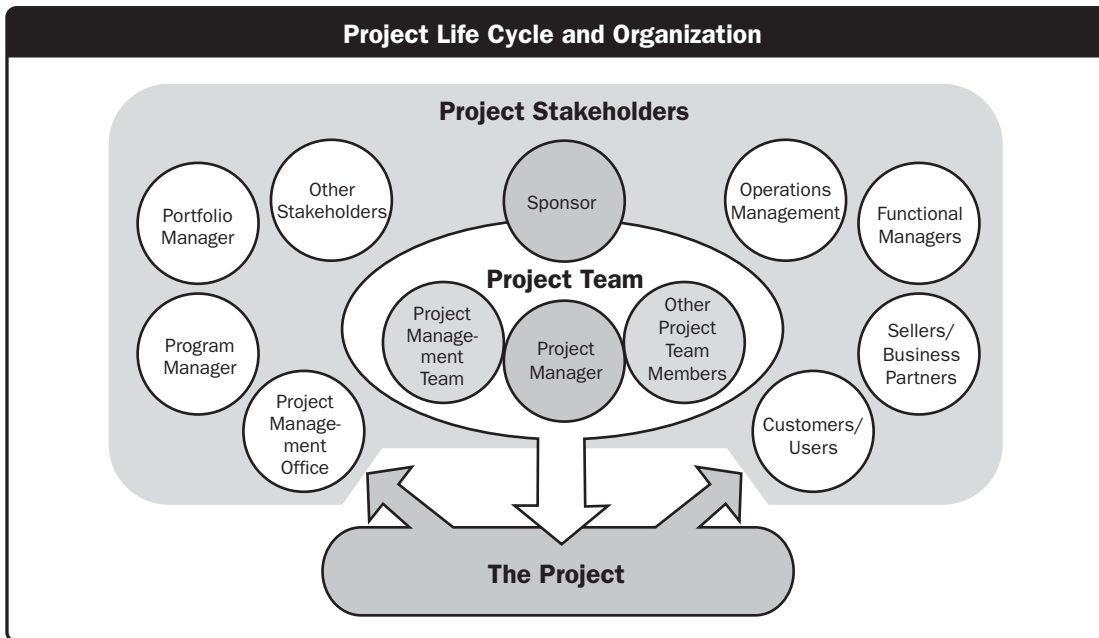 Project Life Cycle and Organization
Project Stakeholders
Portfolio
Manager
Other
Stakeholders
Sponsor
Operations
Management
Functional
Managers
Project Team
Program
Manager
Project
Manage-
ment
Team
Project
Manager
Other
Project
Team
Members
Sellers/
Business
Partners
Project
Manage-
ment
Office
Customers/
Users
The Project